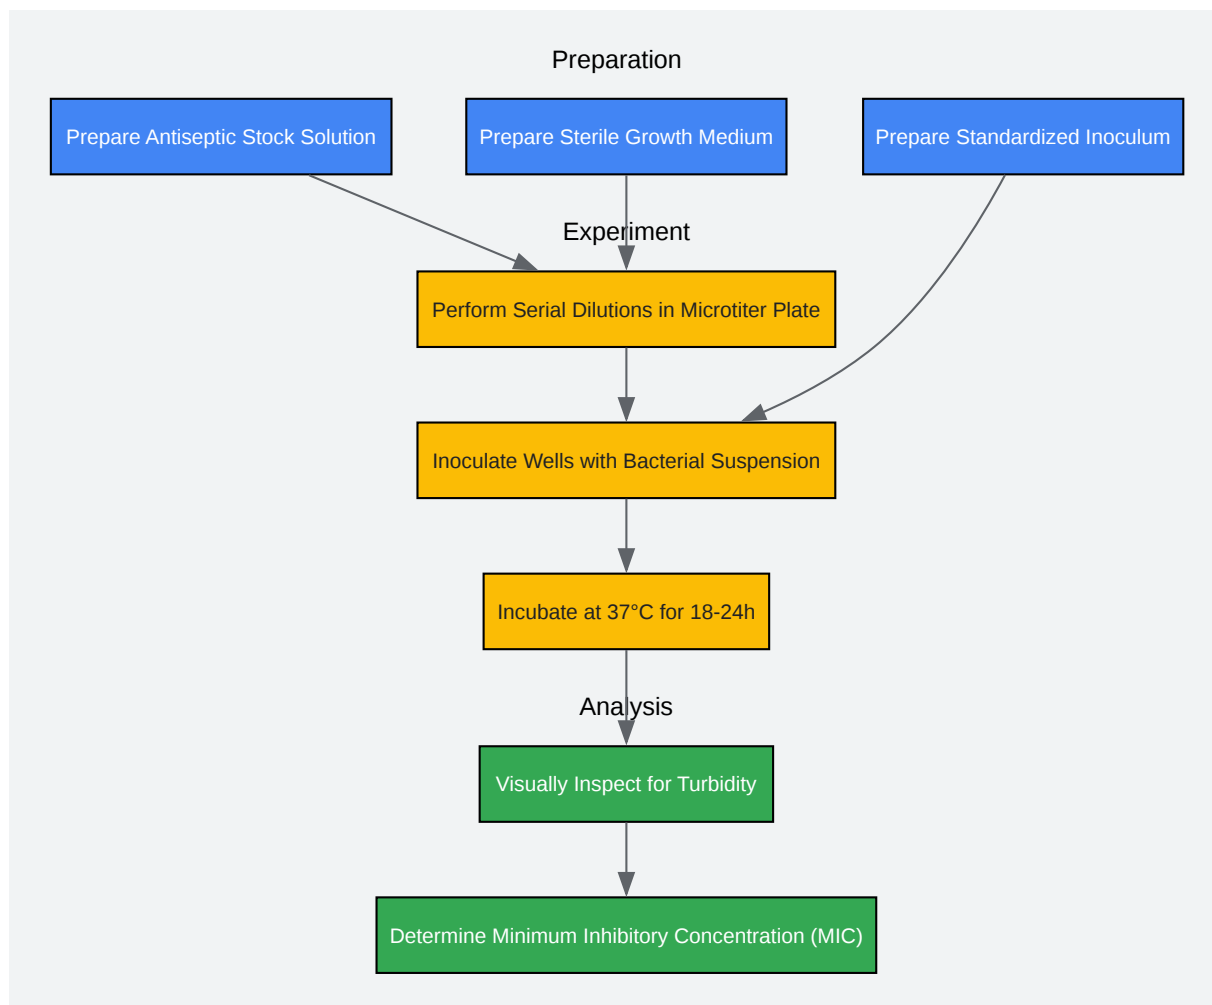 Preparation
Prepare Antiseptic Stock Solution
Prepare Sterile Growth Medium
Prepare Standardized Inoculum
Experiment
Perform Serial Dilutions in Microtiter Plate
Inoculate Wells with Bacterial Suspension
Incubate at 37°C for 18-24h
Analysis
Visually Inspect for Turbidity
Determine Minimum Inhibitory Concentration (MIC)